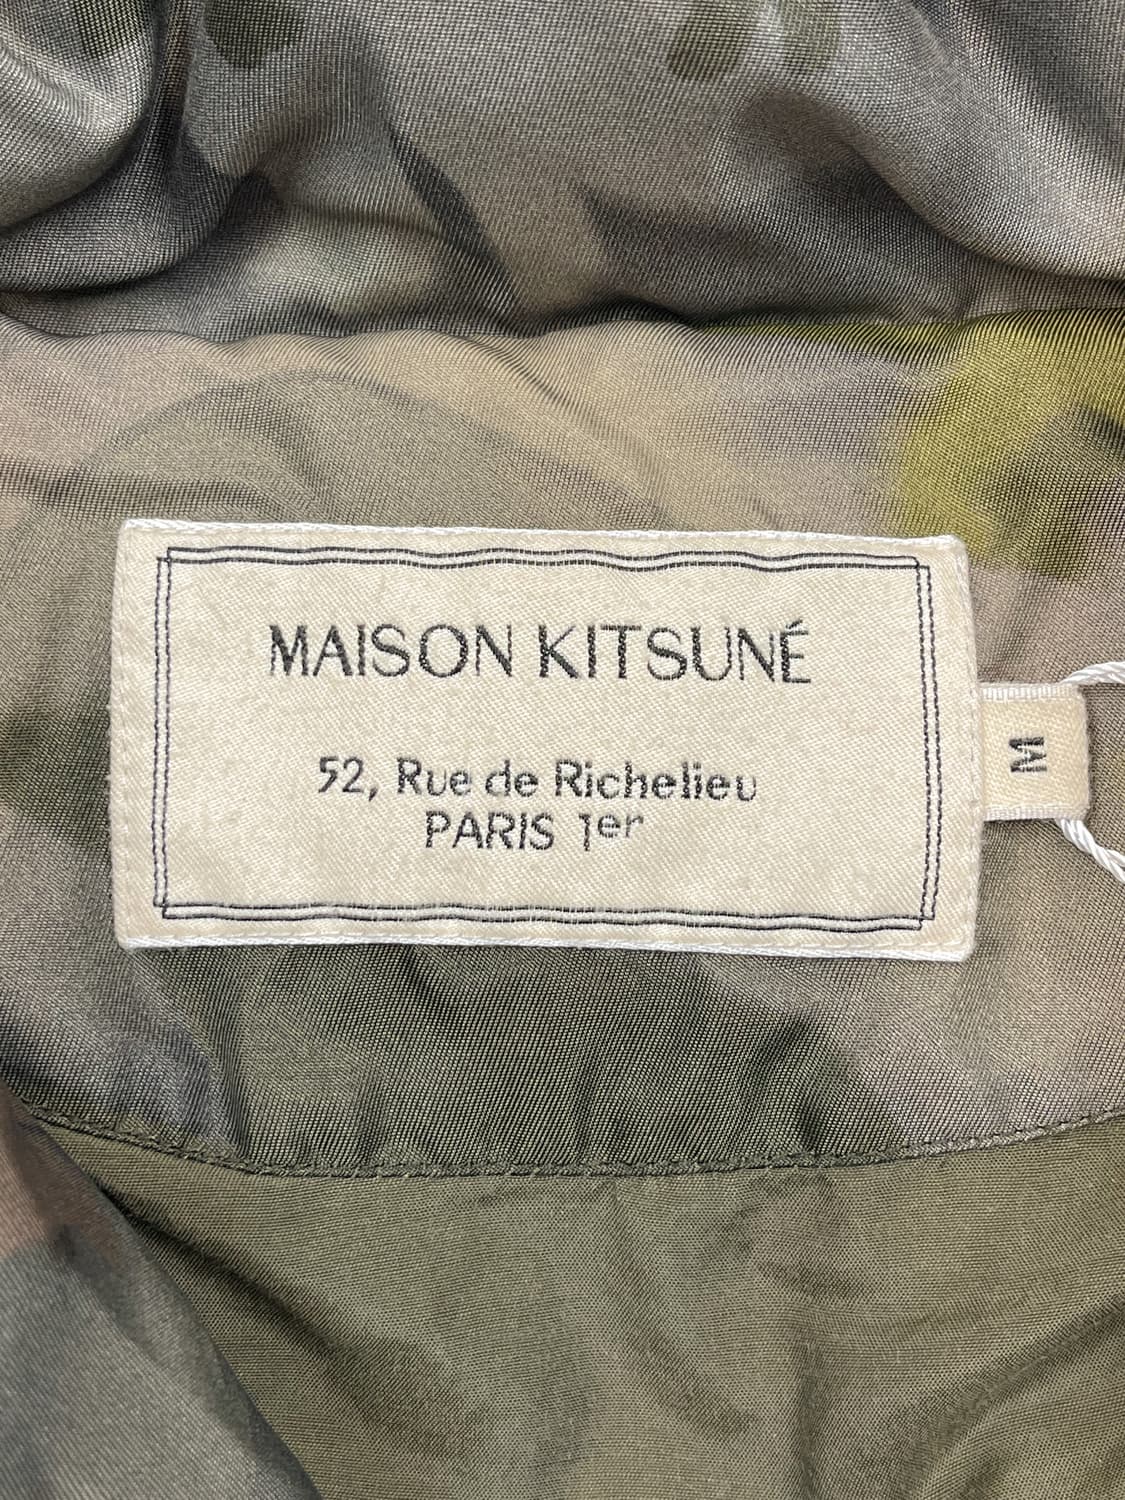 MAISON KITSUNÉ
52, Rue de Richelieu
PARIS 1er
M